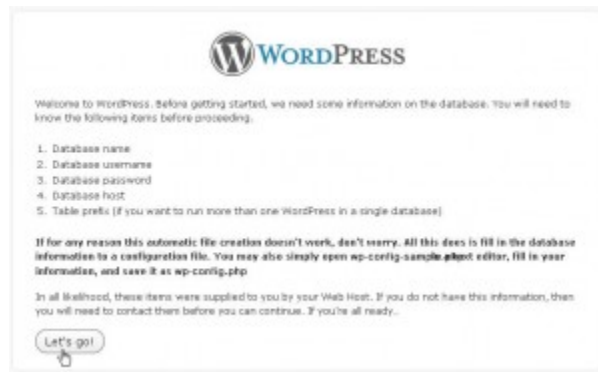 WORDPRESS
Welcome to WordPress. Before getting started, we need some information on the database. You will need to
know the following items before proceeding.
1. Database name
2. Database username
3. Database password
4. Database host
5. Table prefix (if you want to run more than one WordPress in a single database)
If for any reason this automatic file creation doesn't work, don't worry. All this does is fill in the database
information to a configuration file. You may also simply open wp-config-sample.php text editor, fill in your
information, and save it as wp-config.php
In all likelihood, these items were supplied to you by your Web Host. If you do not have this information, then
you will need to contact them before you can continue. If you're all ready..
Let's go!